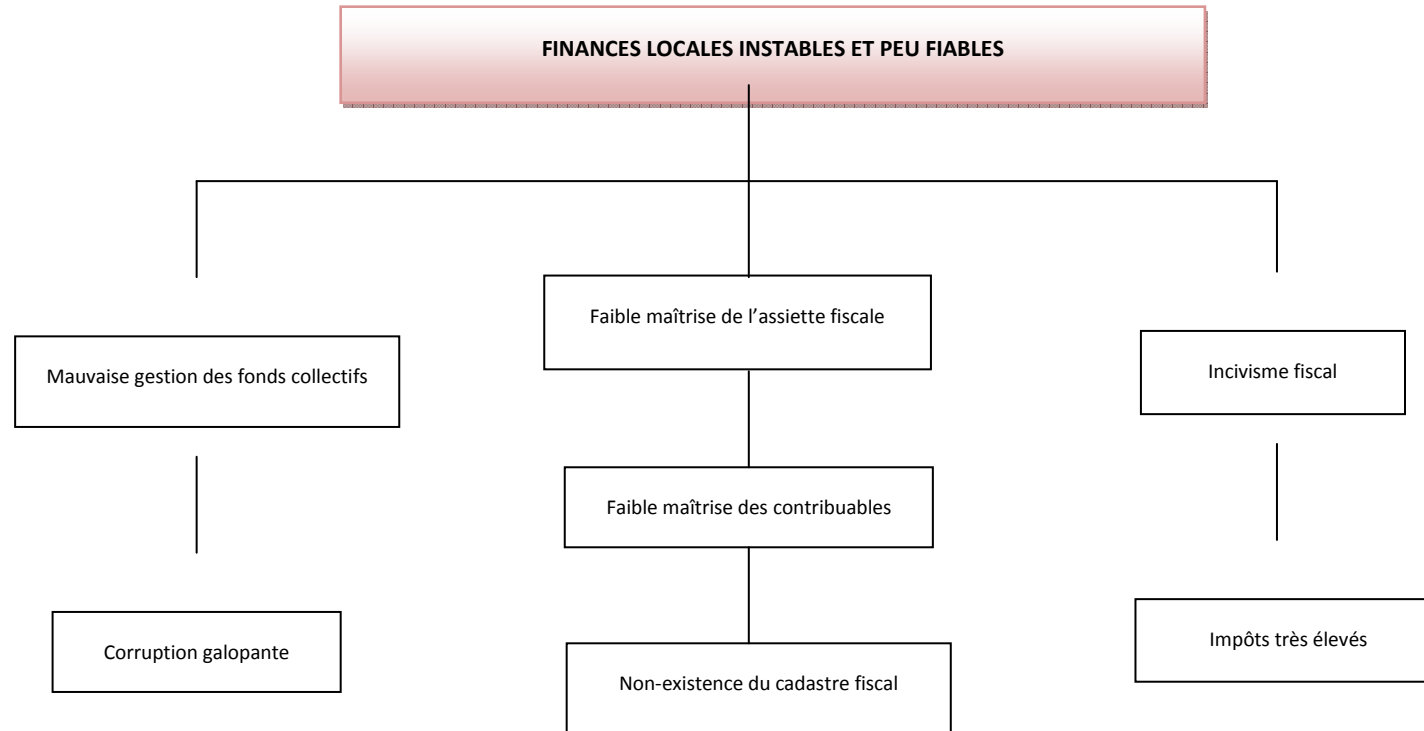 FINANCES LOCALES INSTABLES ET PEU FIABLES
Faible maîtrise de l’assiette fiscale
Mauvaise gestion des fonds collectifs
Incivisme fiscal
Faible maîtrise des contribuables
Corruption galopante
Impôts très élevés
Non-existence du cadastre fiscal